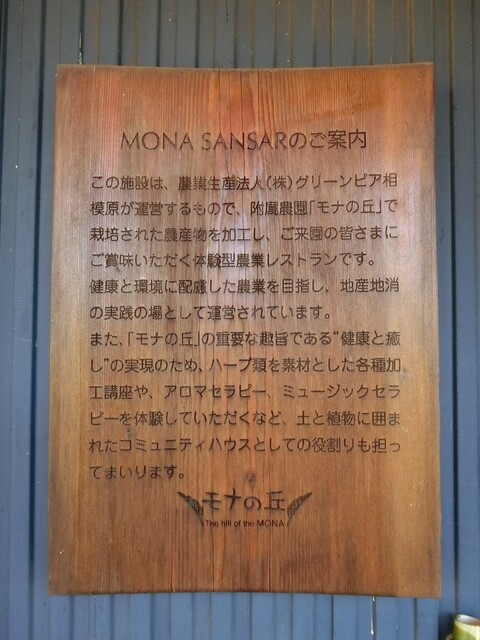 MONA SANSARのご案内
この施設は、農業生産法人(株)グリーンピア相
模原が運営するもので、附属農園「モナの丘」で
栽培された農産物を加工し、ご来園の皆さまに
ご賞味いただく体験型農業レストランです。
健康と環境に配慮した農業を目指し、地産地消
の実践の場として運営されています。
また、「モナの丘」の重要な趣旨である“健康と癒
し”の実現のため、ハーブ類を素材とした各種加
工講座や、アロマセラピー、ミュージックセラ
ピーを体験していただくなど、土と植物に囲ま
れたコミュニティハウスとしての役割りも担っ
てまいります。
モナの丘
The hill of the MONA